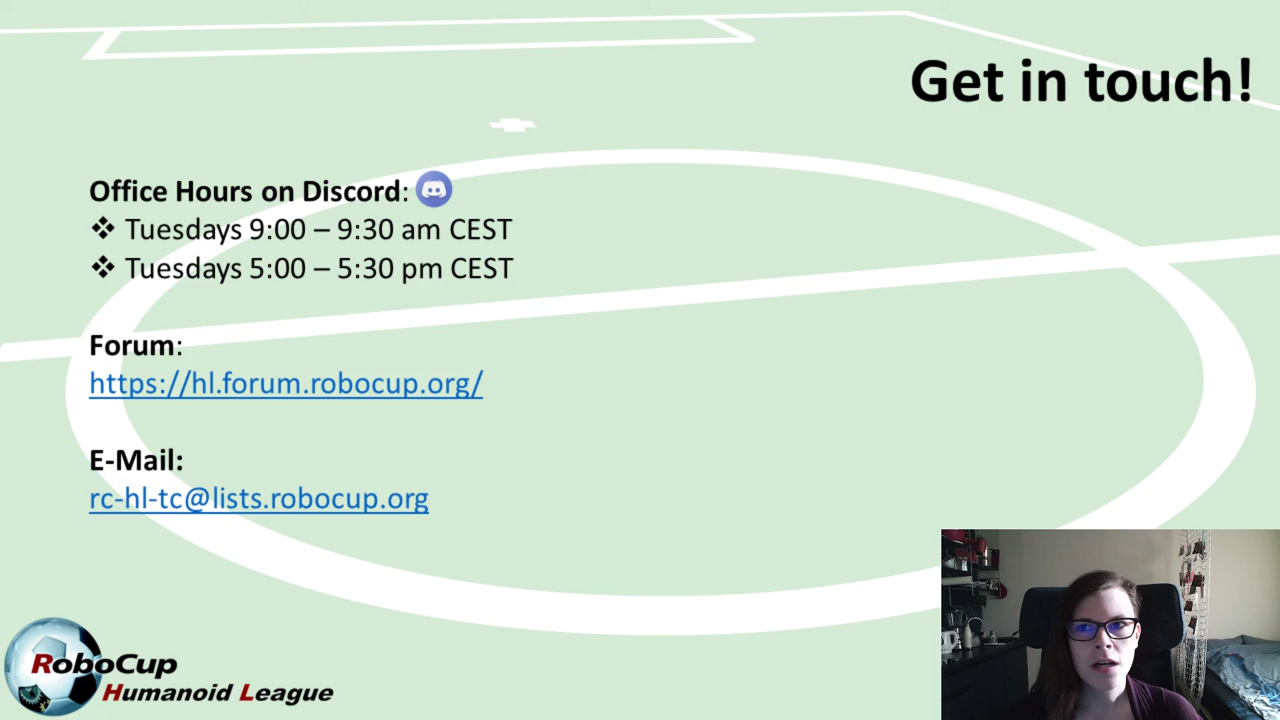 Get in touch!
Office Hours on Discord:
❖ Tuesdays 9:00 – 9:30 am CEST
❖ Tuesdays 5:00 – 5:30 pm CEST
Forum:
https://hl.forum.robocup.org/
E-Mail:
rc-hl-tc@lists.robocup.org
RoboCup
Humanoid League